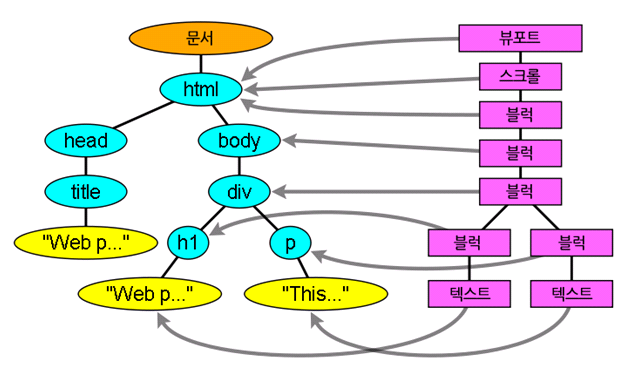 문서
뷰포트
html
스크롤
블럭
head
body
블럭
title
div
블럭
"Web p..."
h1
p
블럭
블럭
"Web p..."
"This..."
텍스트
텍스트